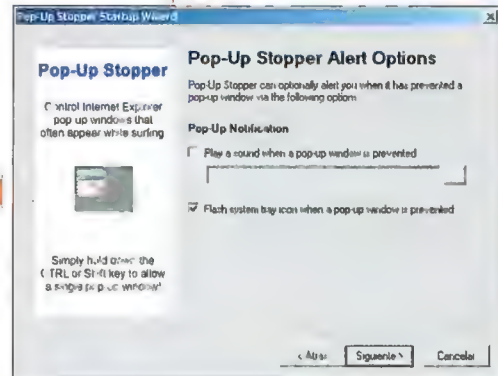 Pop-Up Stopper Startup Wizard
Pop-Up Stopper
Control Internet Explorer
pop up windows that
often appear while surfing
Simply hold down the
CTRL or Shift key to allow
a single pop up window!
Pop-Up Stopper Alert Options
Pop-Up Stopper can optionally alert you when it has prevented a
pop-up window via the following options
Pop-Up Notification
Play a sound when a pop-up window is prevented
Flash system tray icon when a pop-up window is prevented
< Atrás
Siguiente >
Cancelar